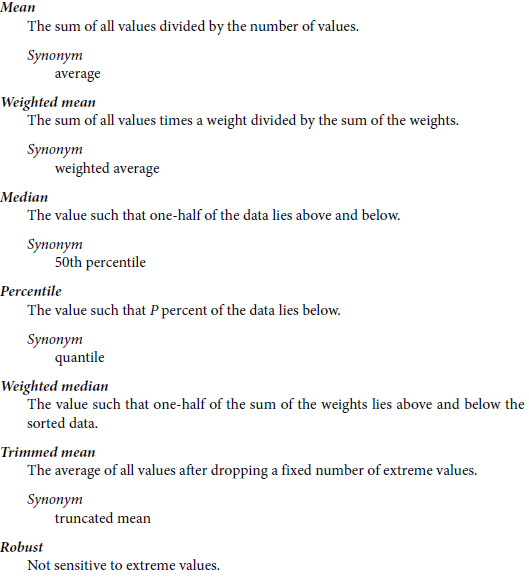 Mean
The sum of all values divided by the number of values.
Synonym
average
Weighted mean
The sum of all values times a weight divided by the sum of the weights.
Synonym
weighted average
Median
The value such that one-half of the data lies above and below.
Synonym
50th percentile
Percentile
The value such that P percent of the data lies below.
Synonym
quantile
Weighted median
The value such that one-half of the sum of the weights lies above and below the
sorted data.
Trimmed mean
The average of all values after dropping a fixed number of extreme values.
Synonym
truncated mean
Robust
Not sensitive to extreme values.